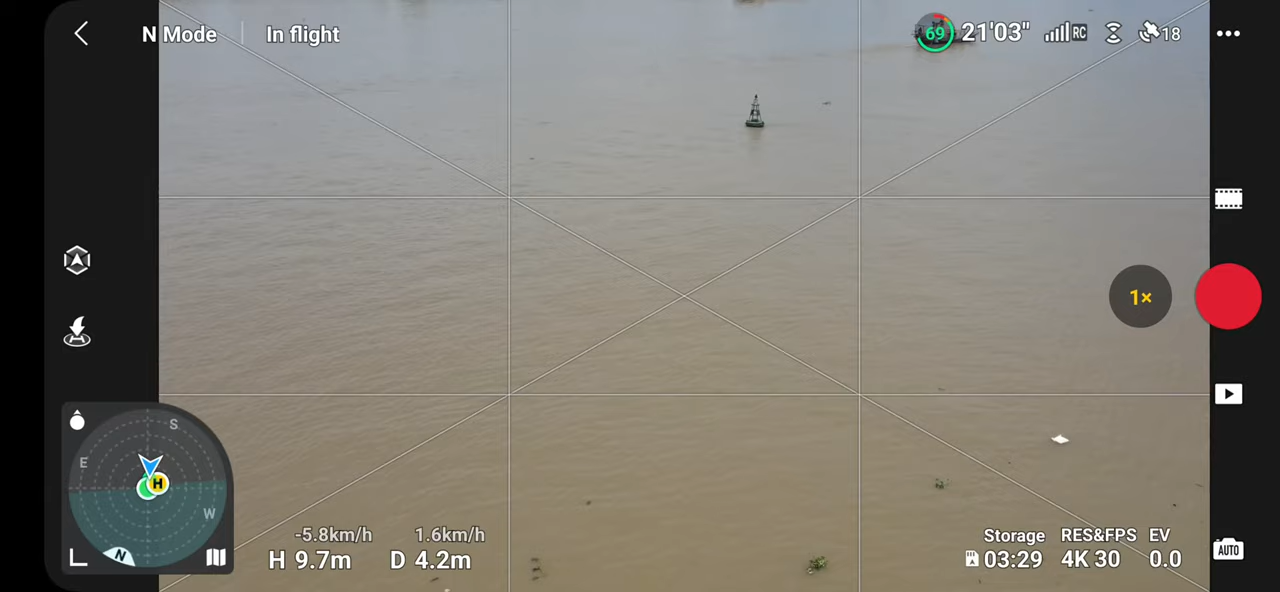 N Mode In flight 69 21'03" RC 18
1×
S
E
H
W
N
-5.8km/h 1.6km/h
H 9.7m D 4.2m
Storage RES&FPS EV
03:29 4K 30 0.0
AUTO